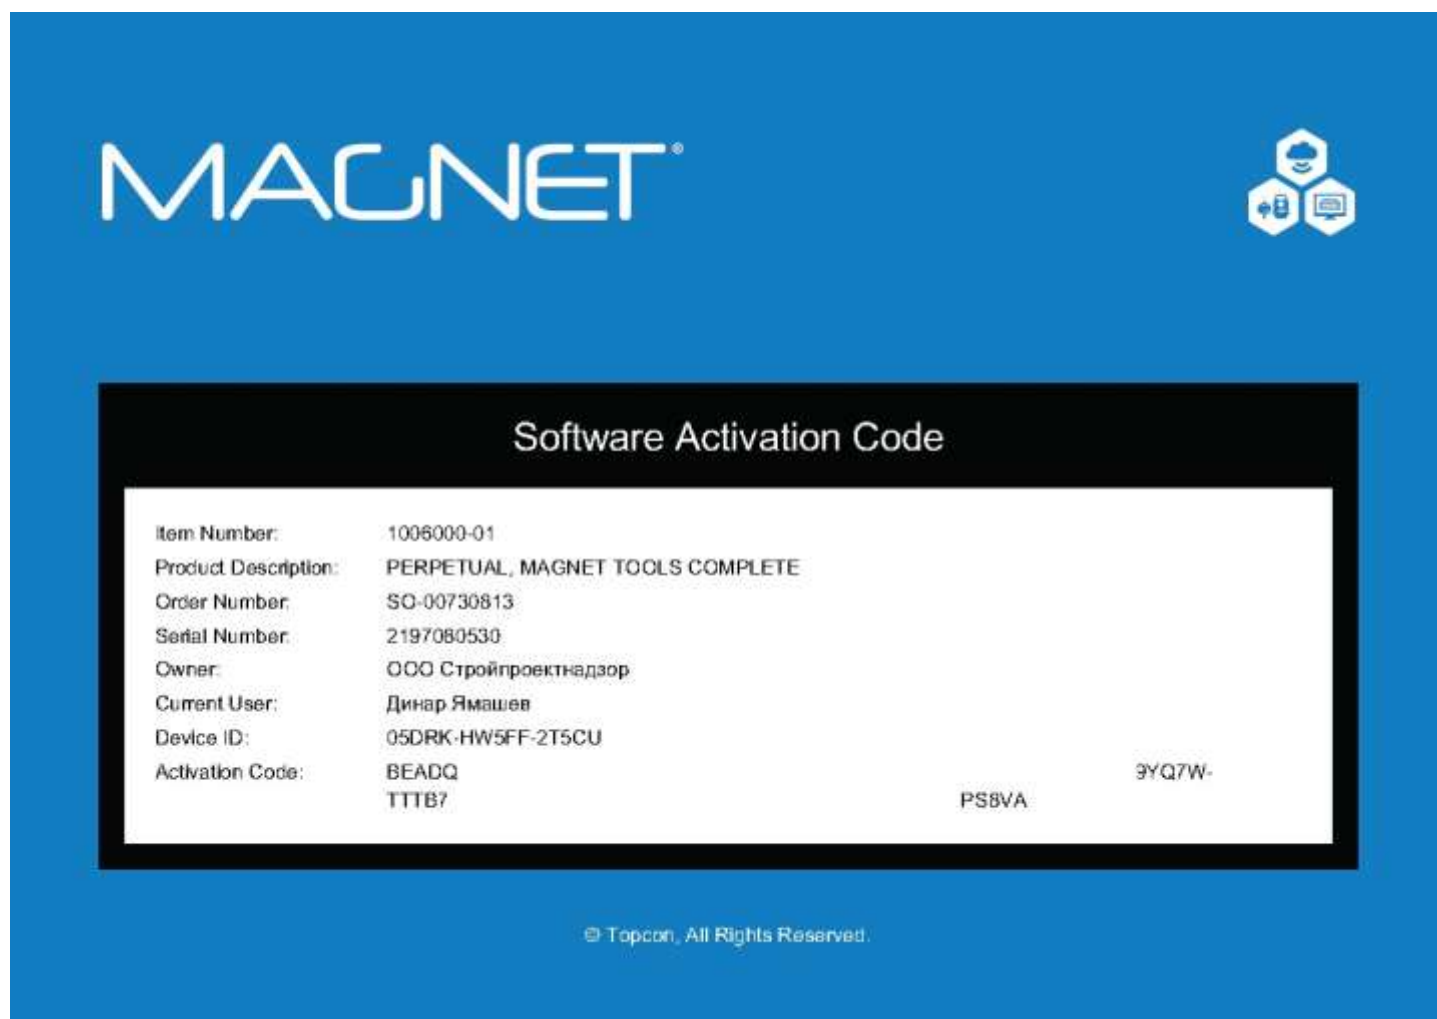 MAGNET®
Software Activation Code
Item Number: 1006000-01
Product Description: PERPETUAL, MAGNET TOOLS COMPLETE
Order Number: SO-00730813
Serial Number: 2197080530
Owner: ООО Стройпроектнадзор
Current User: Динар Ямашев
Device ID: 05DRK-HW5FF-2T5CU
Activation Code: BEADQ 9YQ7W-
TTTB7 PS8VA
© Topcon, All Rights Reserved.